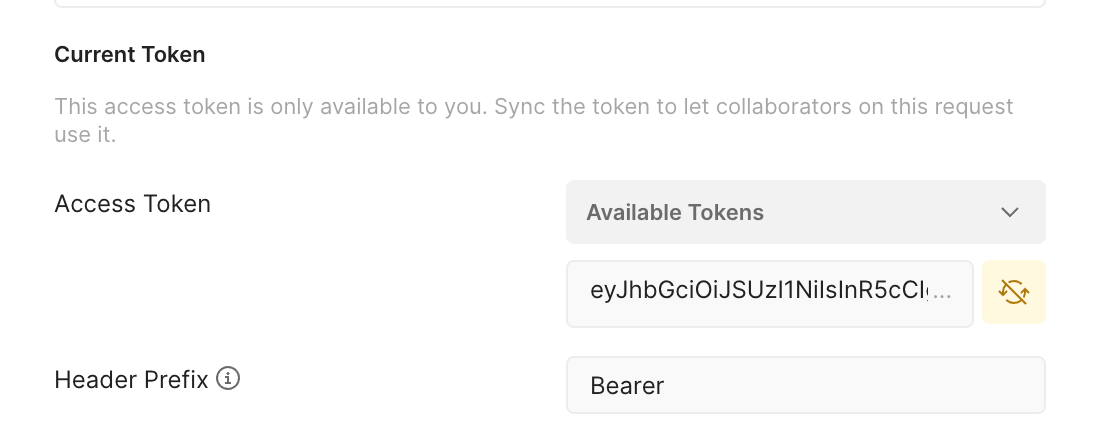 Current Token
This access token is only available to you. Sync the token to let collaborators on this request
use it.
Access Token
Available Tokens
eyJhbGciOiJSUzI1NiIsInR5cCI...
Header Prefix
Bearer